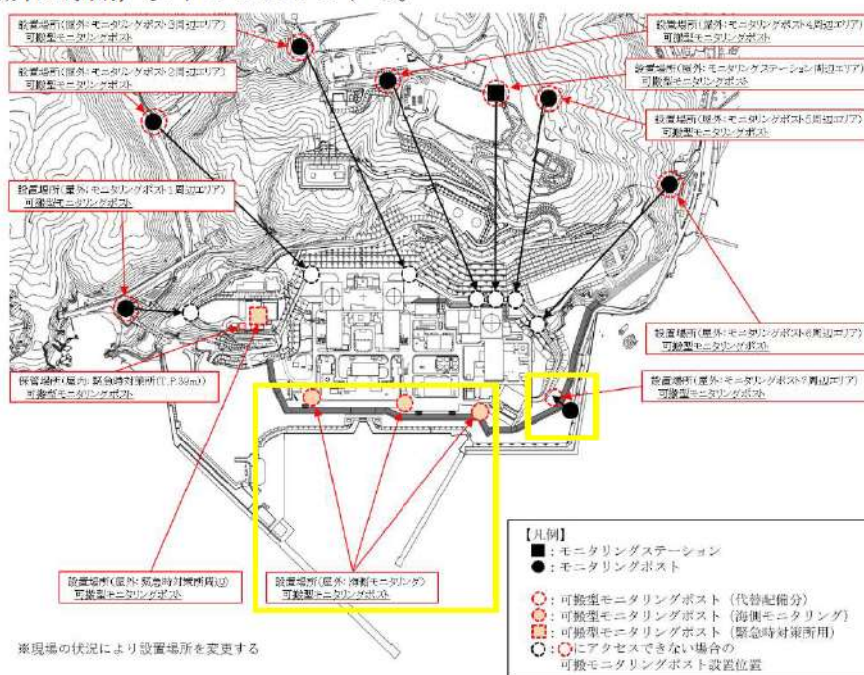 設置場所(屋外:モニタリングポスト3周辺エリア)
可搬型モニタリングポスト
設置場所(屋外:モニタリングポスト4周辺エリア)
可搬型モニタリングポスト
設置場所(屋外:モニタリングポスト2周辺エリア)
可搬型モニタリングポスト
設置場所(屋外:モニタリングステーション周辺エリア)
可搬型モニタリングポスト
設置場所(屋外:モニタリングポスト5周辺エリア)
可搬型モニタリングポスト
設置場所(屋外:モニタリングポスト1周辺エリア)
可搬型モニタリングポスト
設置場所(屋外:モニタリングポスト6周辺エリア)
可搬型モニタリングポスト
保管場所(屋内:緊急時対策所(T.P.39m))
可搬型モニタリングポスト
設置場所(屋外:モニタリングポスト7周辺エリア)
可搬型モニタリングポスト
設置場所(屋外:緊急時対策所周辺)
可搬型モニタリングポスト
設置場所(屋外:海側モニタリング)
可搬型モニタリングポスト
【凡例】
■:モニタリングステーション
●:モニタリングポスト
○:可搬型モニタリングポスト(代替配備分)
○:可搬型モニタリングポスト(海側モニタリング)
□:可搬型モニタリングポスト(緊急時対策所用)
○:○にアクセスできない場合の
可搬モニタリングポスト設置位置
※現場の状況により設置場所を変更する